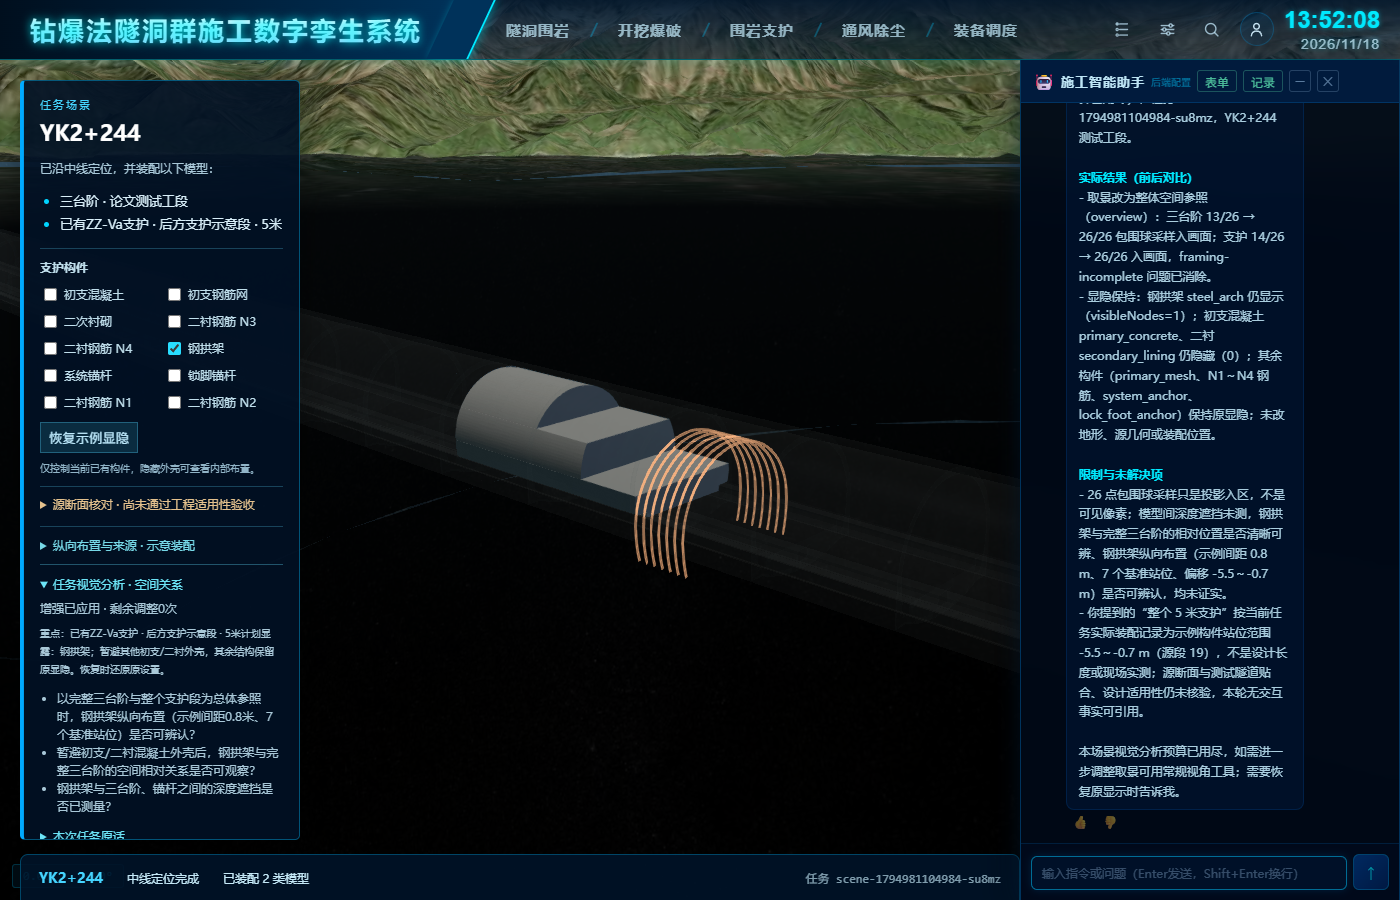 钻爆法隧洞群施工数字孪生系统
隧洞围岩 / 开挖爆破 / 围岩支护 / 通风除尘 / 装备调度
13:52:08
2026/11/18
任务场景
YK2+244
已沿中线定位，并装配以下模型：
• 三台阶 · 论文测试工段
• 已有ZZ-Va支护 · 后方支护示意段 · 5米
支护构件
初支混凝土 初支钢筋网
二次衬砌 二衬钢筋 N3
二衬钢筋 N4 钢拱架
系统锚杆 锁脚锚杆
二衬钢筋 N1 二衬钢筋 N2
恢复示例显隐
仅控制当前已有构件，隐藏外壳可查看内部布置。
▶ 源断面核对 · 尚未通过工程适用性验收
▶ 纵向布置与来源 · 示意装配
▼ 任务视觉分析 · 空间关系
增强已应用 · 剩余调整0次
重点：已有ZZ-Va支护 · 后方支护示意段 · 5米计划显
露：钢拱架；暂避其他初支/二衬外壳，其余结构保留
原显隐。恢复时还原原设置。
• 以完整三台阶与整个支护段为总体参照
时，钢拱架纵向布置（示例间距0.8米、7
个基准站位）是否可辨认？
• 暂避初支/二衬混凝土外壳后，钢拱架与完
整三台阶的空间相对关系是否可观察？
• 钢拱架与三台阶、锚杆之间的深度遮挡是
否已测量？
▶ 本次任务原话
YK2+244 中线定位完成 已装配 2 类模型
任务 scene-1794981104984-su8mz
施工智能助手 后端配置 表单 记录
1794981104984-su8mz，YK2+244
测试工段。
实际结果（前后对比）
- 取景改为整体空间参照
（overview）：三台阶 13/26 →
26/26 包围球采样入画面；支护 14/26
→ 26/26 入画面，framing-
incomplete 问题已消除。
- 显隐保持：钢拱架 steel_arch 仍显示
（visibleNodes=1）；初支混凝土
primary_concrete、二衬
secondary_lining 仍隐藏（0）；其余
构件（primary_mesh、N1～N4 钢
筋、system_anchor、
lock_foot_anchor）保持原显隐；未改
地形、源几何或装配位置。
限制与未解决项
- 26 点包围球采样只是投影入区，不是
可见像素；模型间深度遮挡未测，钢拱
架与完整三台阶的相对位置是否清晰可
辨、钢拱架纵向布置（示例间距 0.8
m、7 个基准站位、偏移 -5.5～-0.7
m）是否可辨认，均未证实。
- 你提到的“整个 5 米支护”按当前任
务实际装配记录为示例构件站位范围
-5.5～-0.7 m（源段 19），不是设计长
度或现场实测；源断面与测试隧道贴
合、设计适用性仍未核验，本轮无交互
事实可引用。
本场景视觉分析预算已用尽，如需进一
步调整取景可用常规视角工具；需要恢
复原显示时告诉我。
输入指令或问题（Enter发送，Shift+Enter换行）